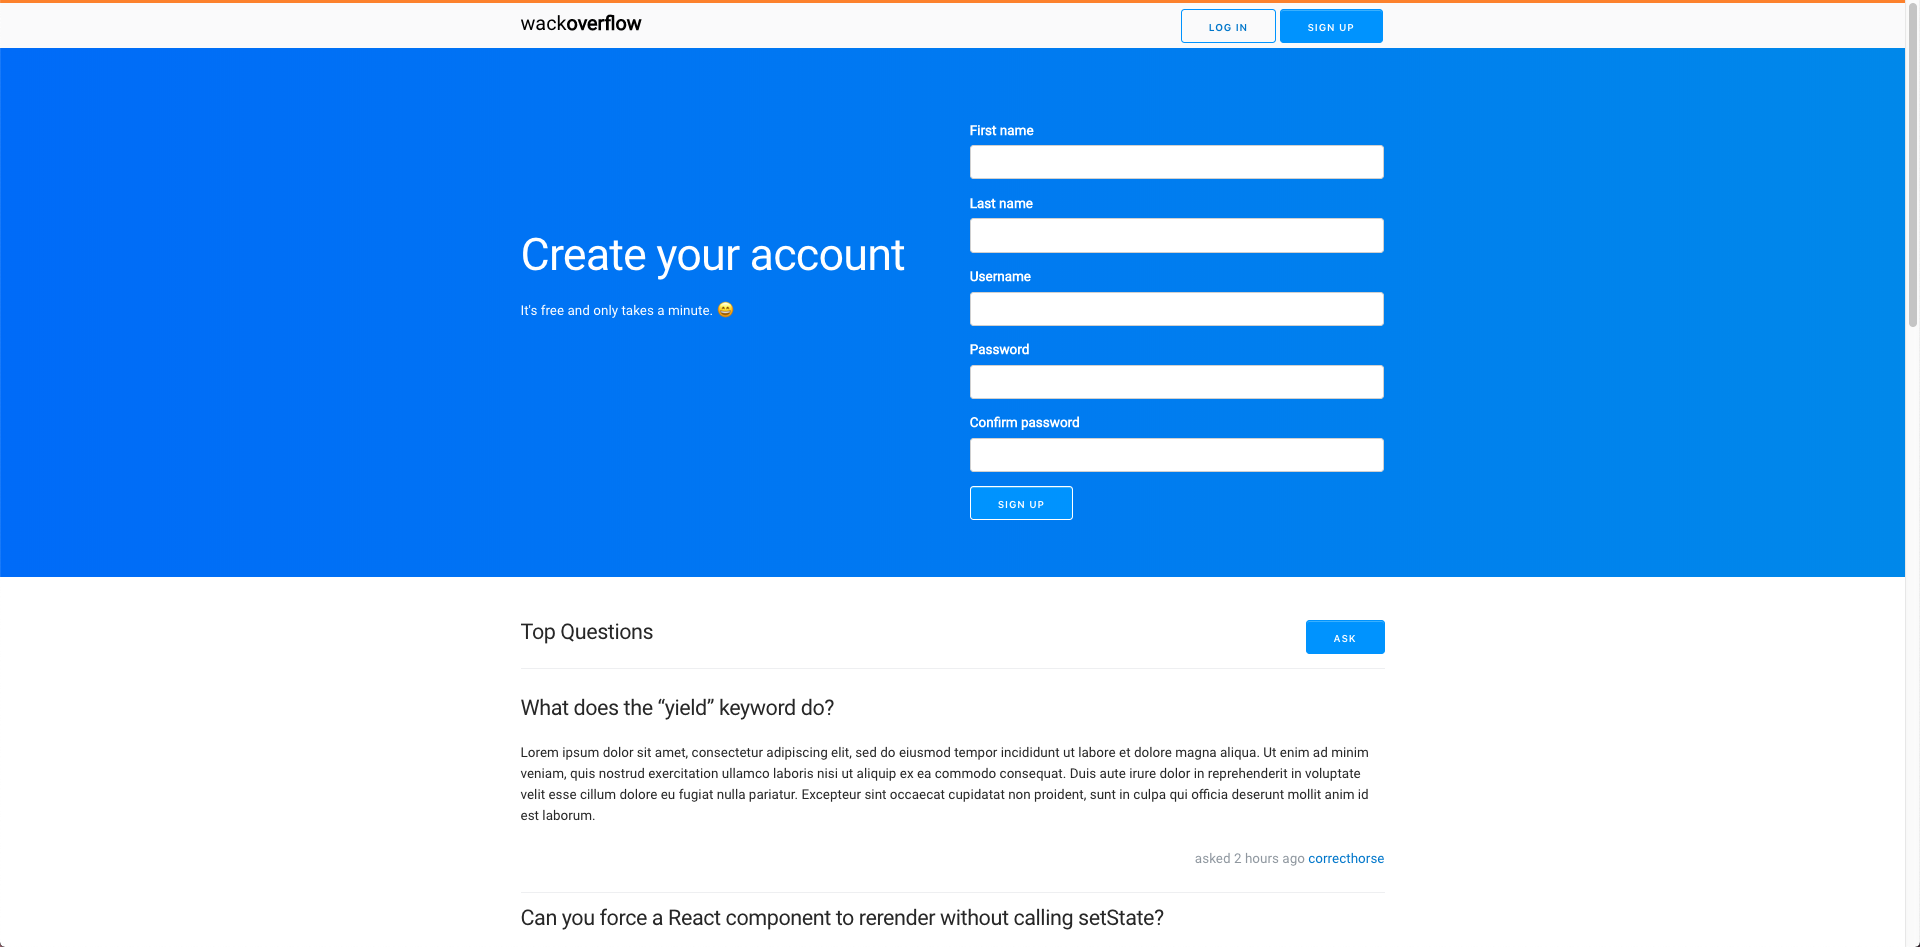 wackoverflow
LOG IN
SIGN UP
Create your account
It's free and only takes a minute. 😄
First name
Last name
Username
Password
Confirm password
SIGN UP
Top Questions
ASK
What does the “yield” keyword do?
Lorem ipsum dolor sit amet, consectetur adipiscing elit, sed do eiusmod tempor incididunt ut labore et dolore magna aliqua. Ut enim ad minim
veniam, quis nostrud exercitation ullamco laboris nisi ut aliquip ex ea commodo consequat. Duis aute irure dolor in reprehenderit in voluptate
velit esse cillum dolore eu fugiat nulla pariatur. Excepteur sint occaecat cupidatat non proident, sunt in culpa qui officia deserunt mollit anim id
est laborum.
asked 2 hours ago correcthorse
Can you force a React component to rerender without calling setState?